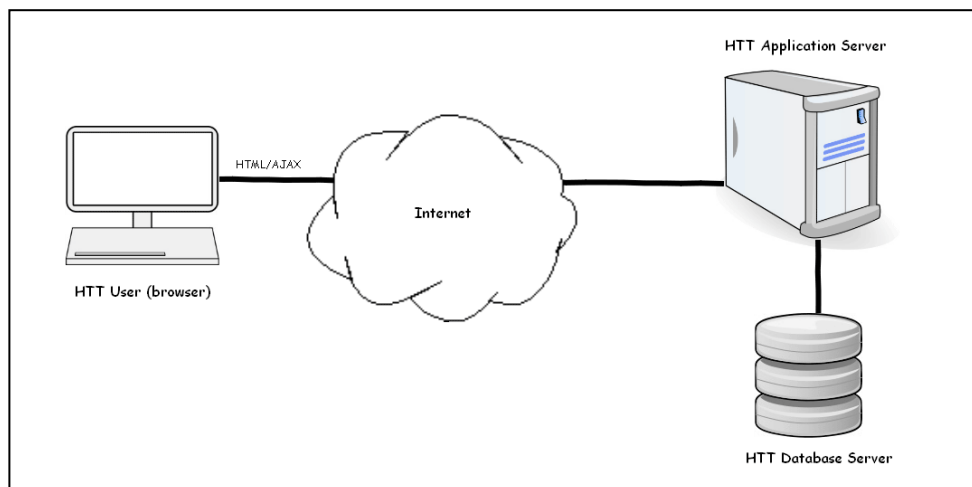 HTT Application Server
HTML/AJAX
Internet
HTT User (browser)
HTT Database Server